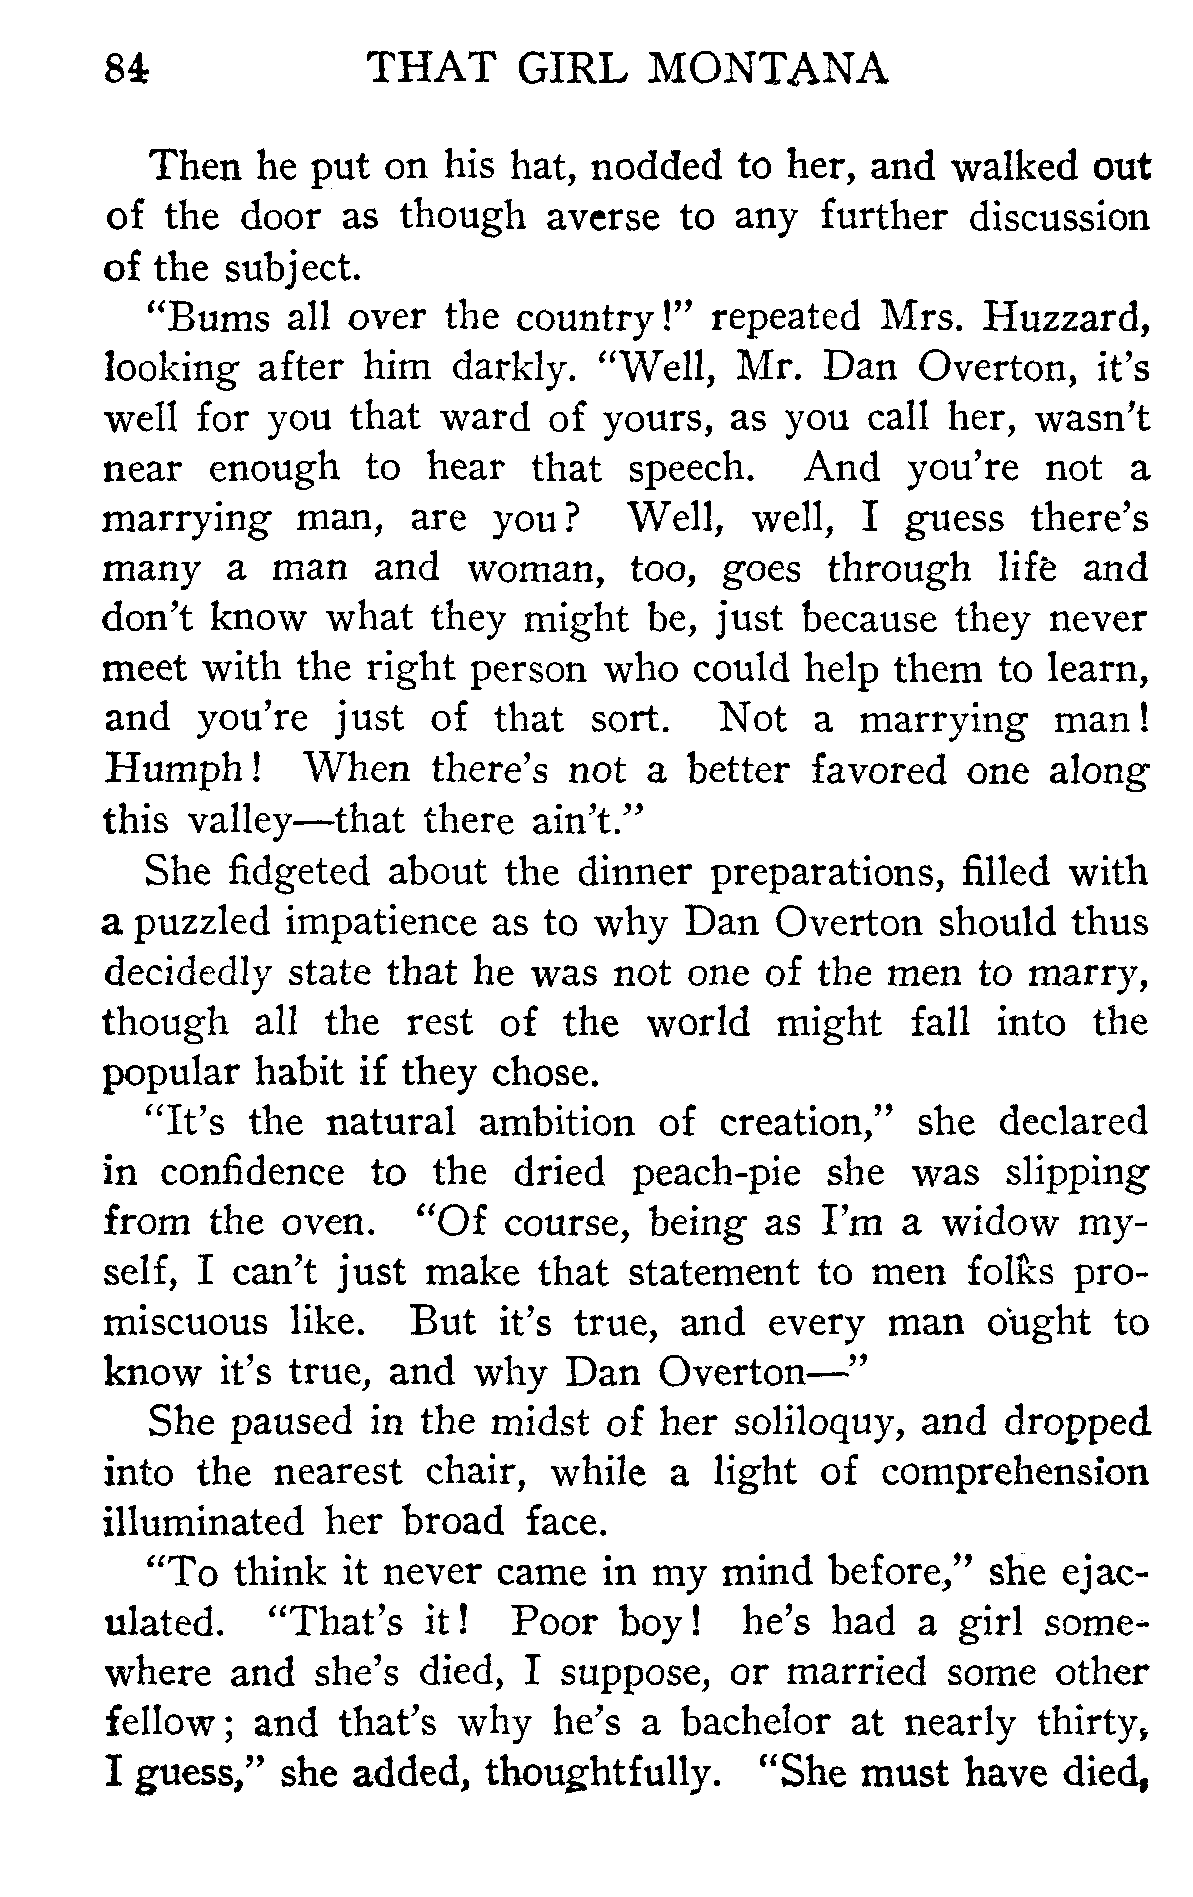 84 THAT GIRL MONTANA
Then he put on his hat, nodded to her, and walked out
of the door as though averse to any further discussion
of the subject.
“Bums all over the country!” repeated Mrs. Huzzard,
looking after him darkly. “Well, Mr. Dan Overton, it’s
well for you that ward of yours, as you call her, wasn’t
near enough to hear that speech. And you’re not a
marrying man, are you? Well, well, I guess there’s
many a man and woman, too, goes through life and
don’t know what they might be, just because they never
meet with the right person who could help them to learn,
and you’re just of that sort. Not a marrying man!
Humph! When there’s not a better favored one along
this valley—that there ain’t.”
She fidgeted about the dinner preparations, filled with
a puzzled impatience as to why Dan Overton should thus
decidedly state that he was not one of the men to marry,
though all the rest of the world might fall into the
popular habit if they chose.
“It’s the natural ambition of creation,” she declared
in confidence to the dried peach-pie she was slipping
from the oven. “Of course, being as I’m a widow my-
self, I can’t just make that statement to men folks pro-
miscuous like. But it’s true, and every man ought to
know it’s true, and why Dan Overton—”
She paused in the midst of her soliloquy, and dropped
into the nearest chair, while a light of comprehension
illuminated her broad face.
“To think it never came in my mind before,” she ejac-
ulated. “That’s it! Poor boy! he’s had a girl some-
where and she’s died, I suppose, or married some other
fellow; and that’s why he’s a bachelor at nearly thirty,
I guess,” she added, thoughtfully. “She must have died,